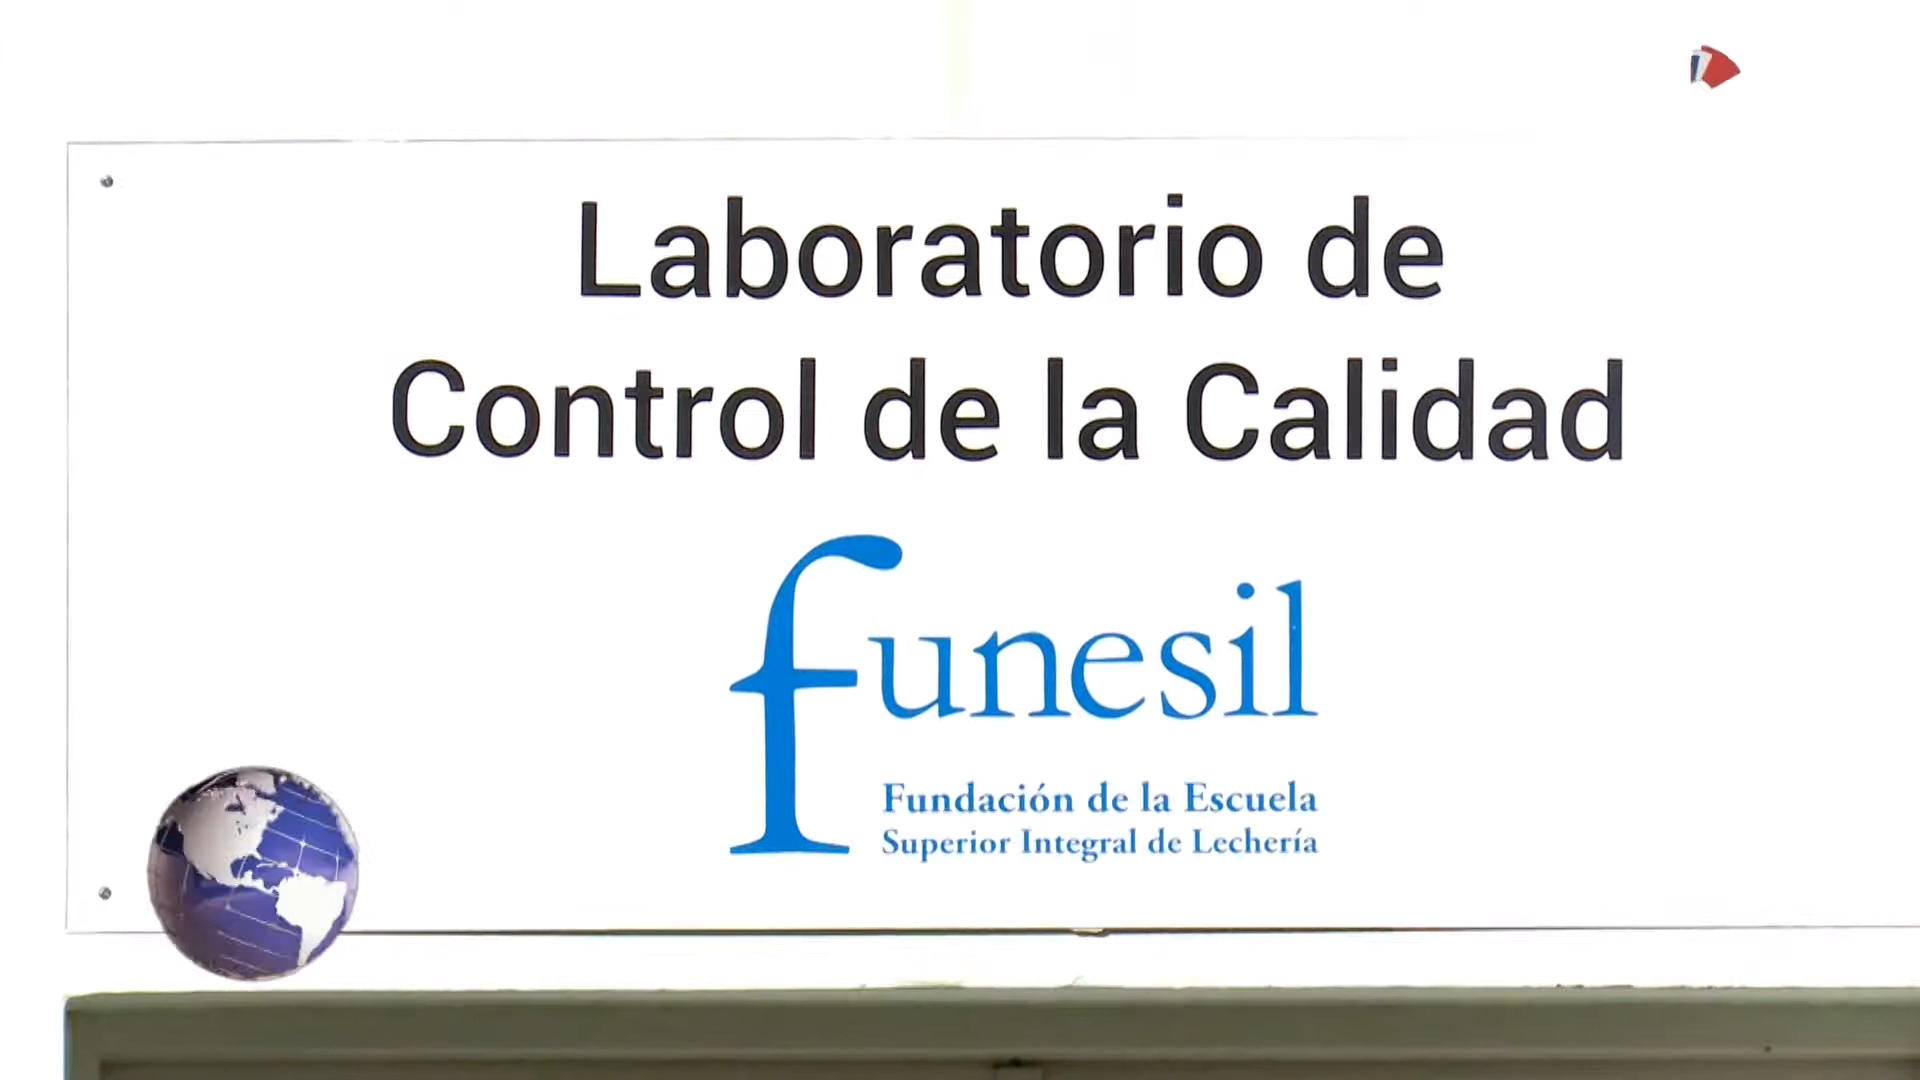 Laboratorio de
Control de la Calidad
funesil
Fundación de la Escuela
Superior Integral de Lechería